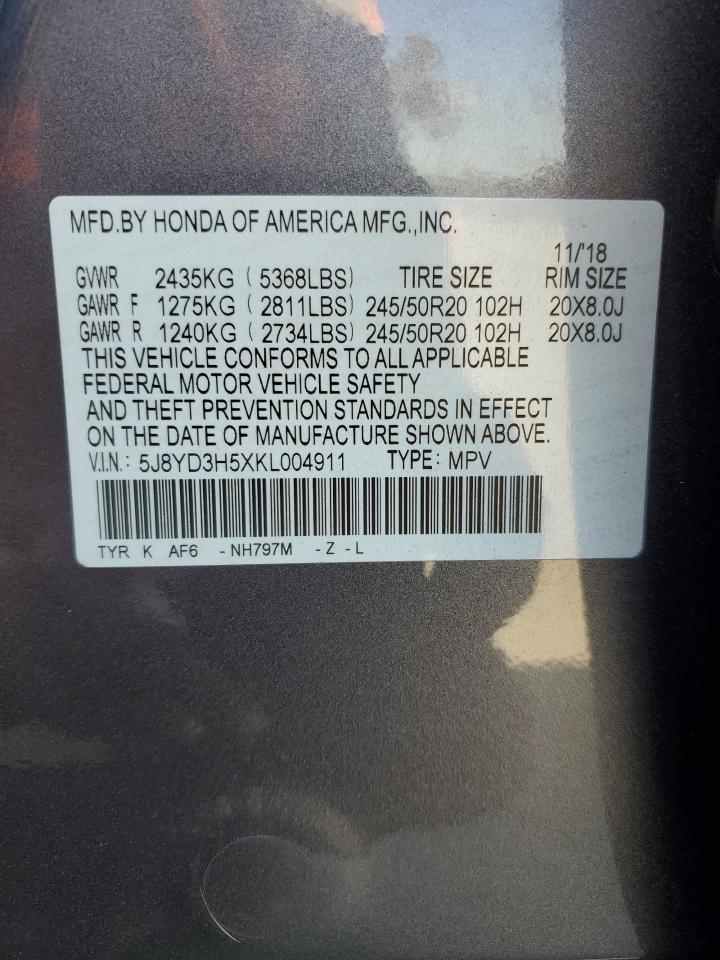 MFD.BY HONDA OF AMERICA MFG.,INC.
11/'18
GVWR 2435KG ( 5368LBS) TIRE SIZE RIM SIZE
GAWR F 1275KG ( 2811LBS) 245/50R20 102H 20X8.0J
GAWR R 1240KG ( 2734LBS) 245/50R20 102H 20X8.0J
THIS VEHICLE CONFORMS TO ALL APPLICABLE
FEDERAL MOTOR VEHICLE SAFETY
AND THEFT PREVENTION STANDARDS IN EFFECT
ON THE DATE OF MANUFACTURE SHOWN ABOVE.
V.I.N.: 5J8YD3H5XKL004911 TYPE: MPV
TYR K AF6 - NH797M - Z - L